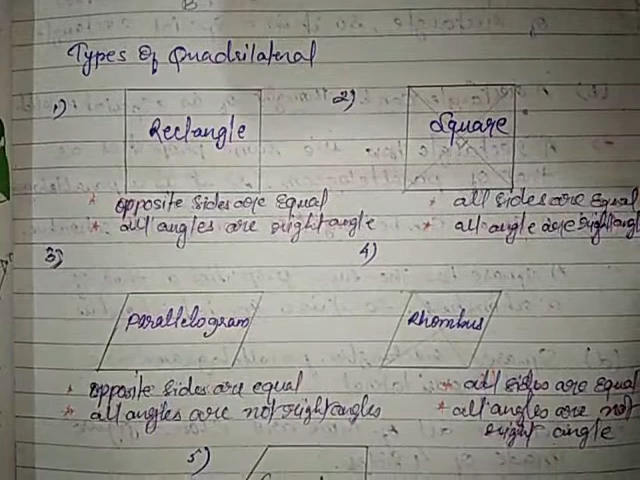 Types Of Quadrilateral
1) Rectangle
* opposite sides are equal
* all angles are right angle
2) Square
* all sides are equal
* all angle are right angl
3) Parallelogram
* opposite sides are equal
* all angles are not right angles
4) Rhombus
* all sides are equal
* all angles are not
right angle
5)